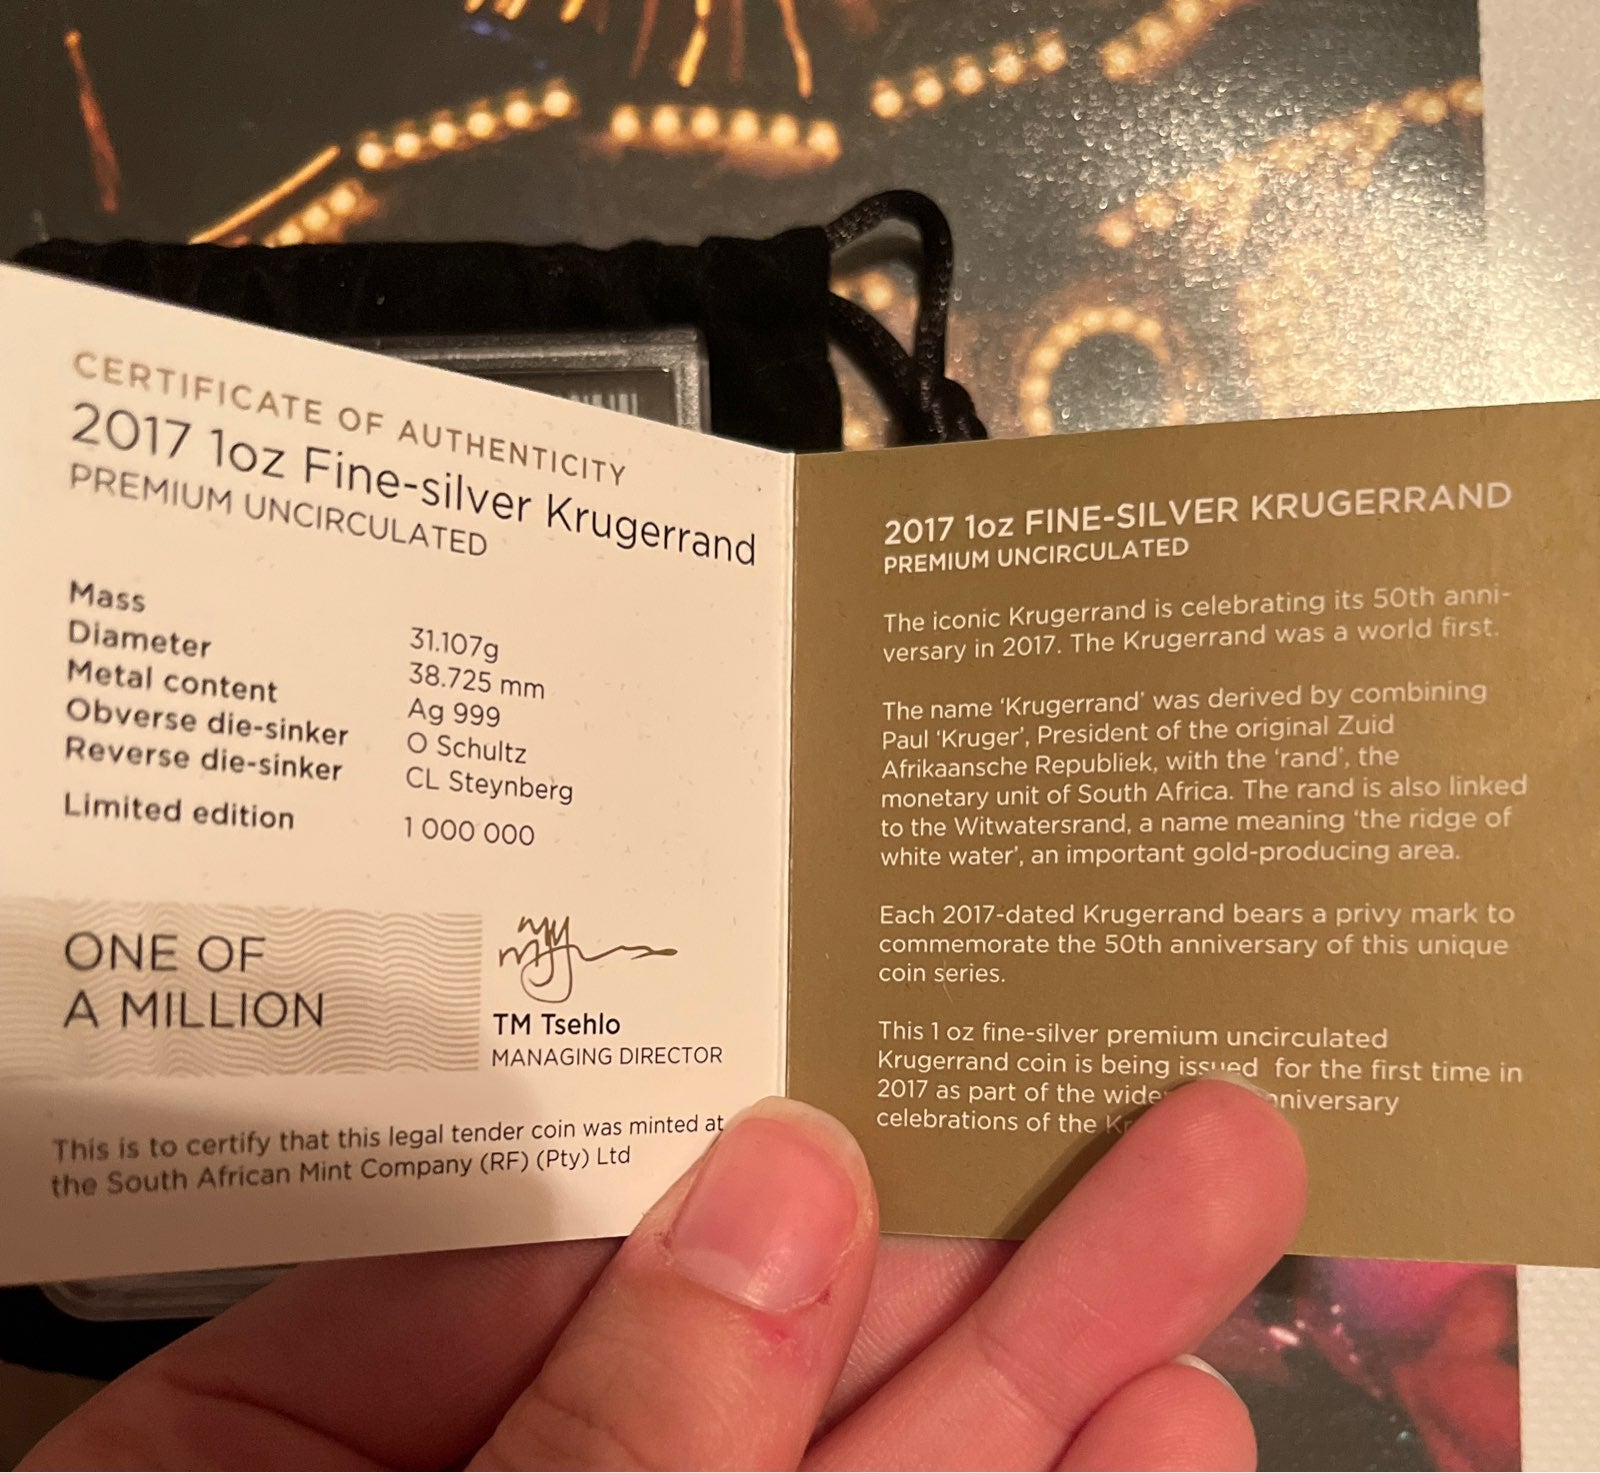 CERTIFICATE OF AUTHENTICITY
2017 1oz Fine-silver Krugerrand
PREMIUM UNCIRCULATED
Mass 31.107g
Diameter 38.725 mm
Metal content Ag 999
Obverse die-sinker O Schultz
Reverse die-sinker CL Steynberg
Limited edition 1 000 000
ONE OF
A MILLION
TM Tsehlo
MANAGING DIRECTOR
This is to certify that this legal tender coin was minted at
the South African Mint Company (RF) (Pty) Ltd
2017 1oz FINE-SILVER KRUGERRAND
PREMIUM UNCIRCULATED
The iconic Krugerrand is celebrating its 50th anni-
versary in 2017. The Krugerrand was a world first.
The name ‘Krugerrand’ was derived by combining
Paul ‘Kruger’, President of the original Zuid
Afrikaansche Republiek, with the ‘rand’, the
monetary unit of South Africa. The rand is also linked
to the Witwatersrand, a name meaning ‘the ridge of
white water’, an important gold-producing area.
Each 2017-dated Krugerrand bears a privy mark to
commemorate the 50th anniversary of this unique
coin series.
This 1 oz fine-silver premium uncirculated
Krugerrand coin is being issued for the first time in
2017 as part of the
celebrations of the